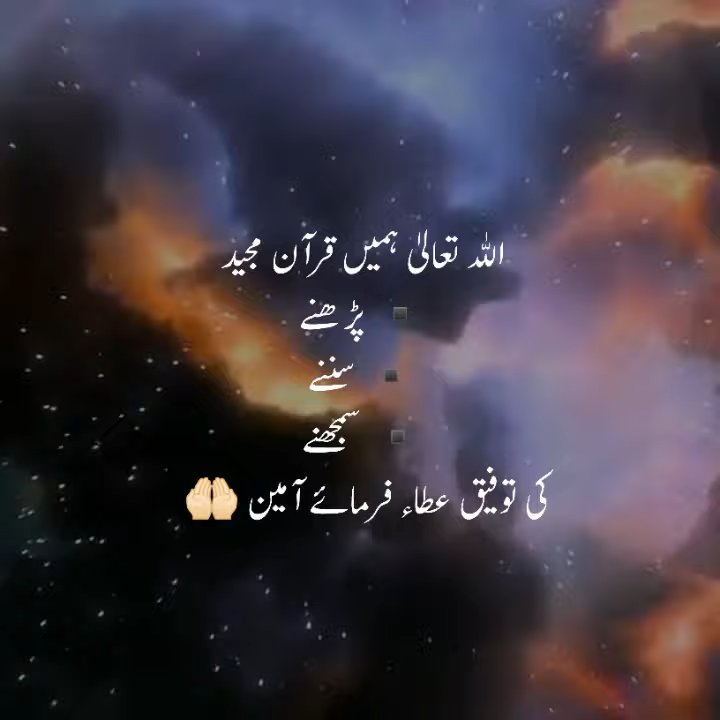 اللہ تعالیٰ ہمیں قرآن مجید
▪️ پڑھنے
▪️ سننے
▪️ سمجھنے
کی توفیق عطاء فرمائے آمین 🤲🏻